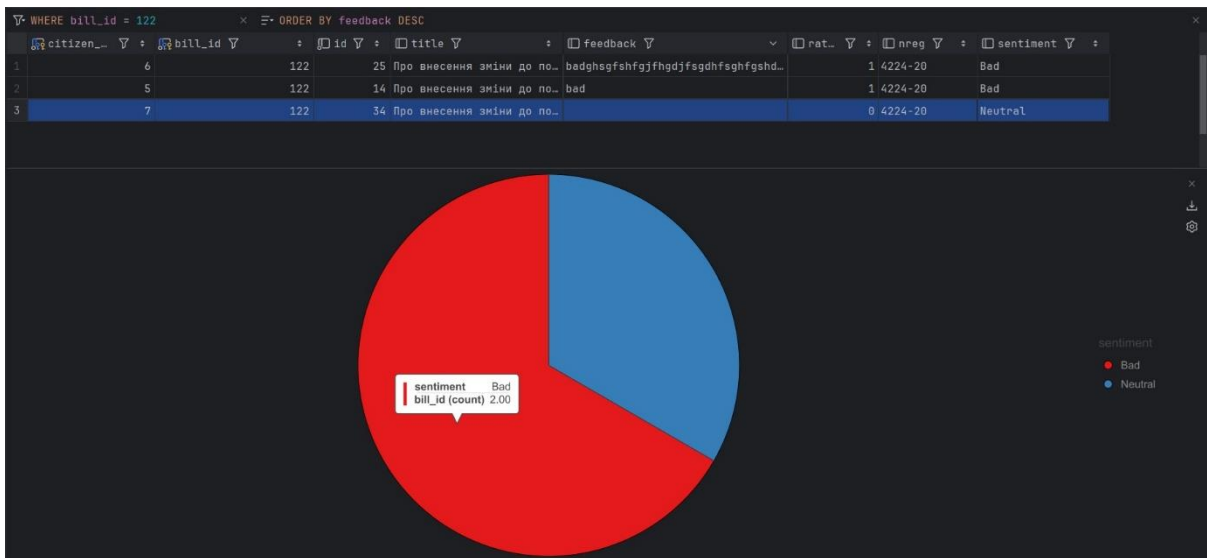 WHERE bill_id = 122 ORDER BY feedback DESC
citizen_… bill_id id title feedback rat… nreg sentiment
1 6 122 25 Про внесення зміни до по… badghsgfshfgjfhgdjfsgdhfsghfgshd… 1 4224-20 Bad
2 5 122 14 Про внесення зміни до по… bad 1 4224-20 Bad
3 7 122 34 Про внесення зміни до по… 0 4224-20 Neutral
sentiment Bad
bill_id (count) 2.00
sentiment
Bad
Neutral